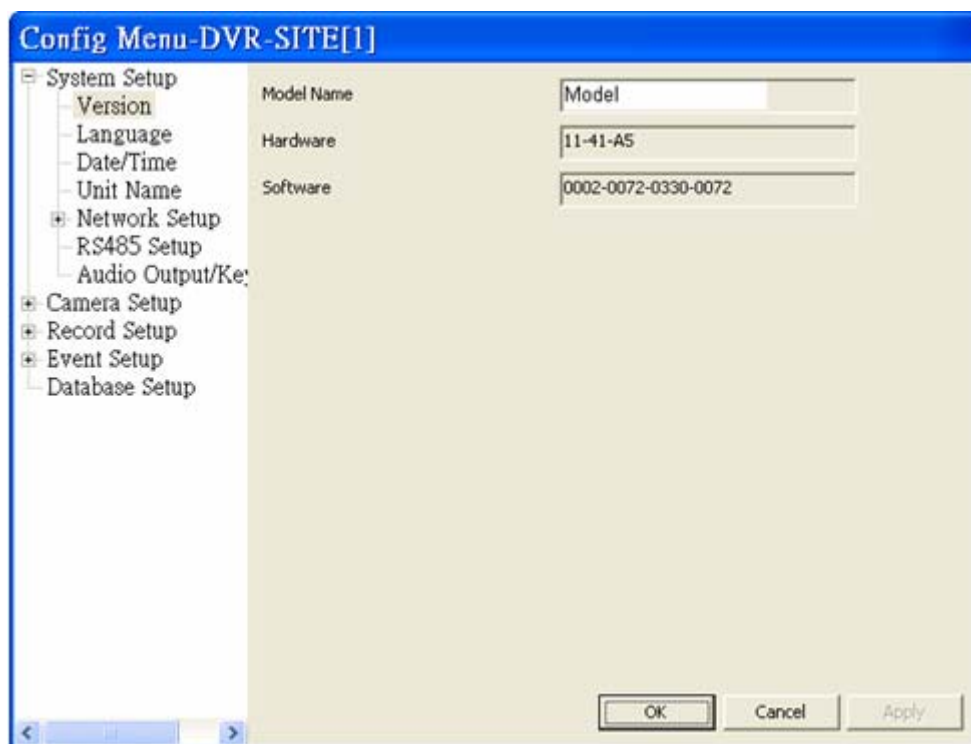 Config Menu-DVR-SITE[1]
System Setup
Version
Language
Date/Time
Unit Name
Network Setup
RS485 Setup
Audio Output/Key
Camera Setup
Record Setup
Event Setup
Database Setup
Model Name
Model
Hardware
11-41-A5
Software
0002-0072-0330-0072
OK
Cancel
Apply